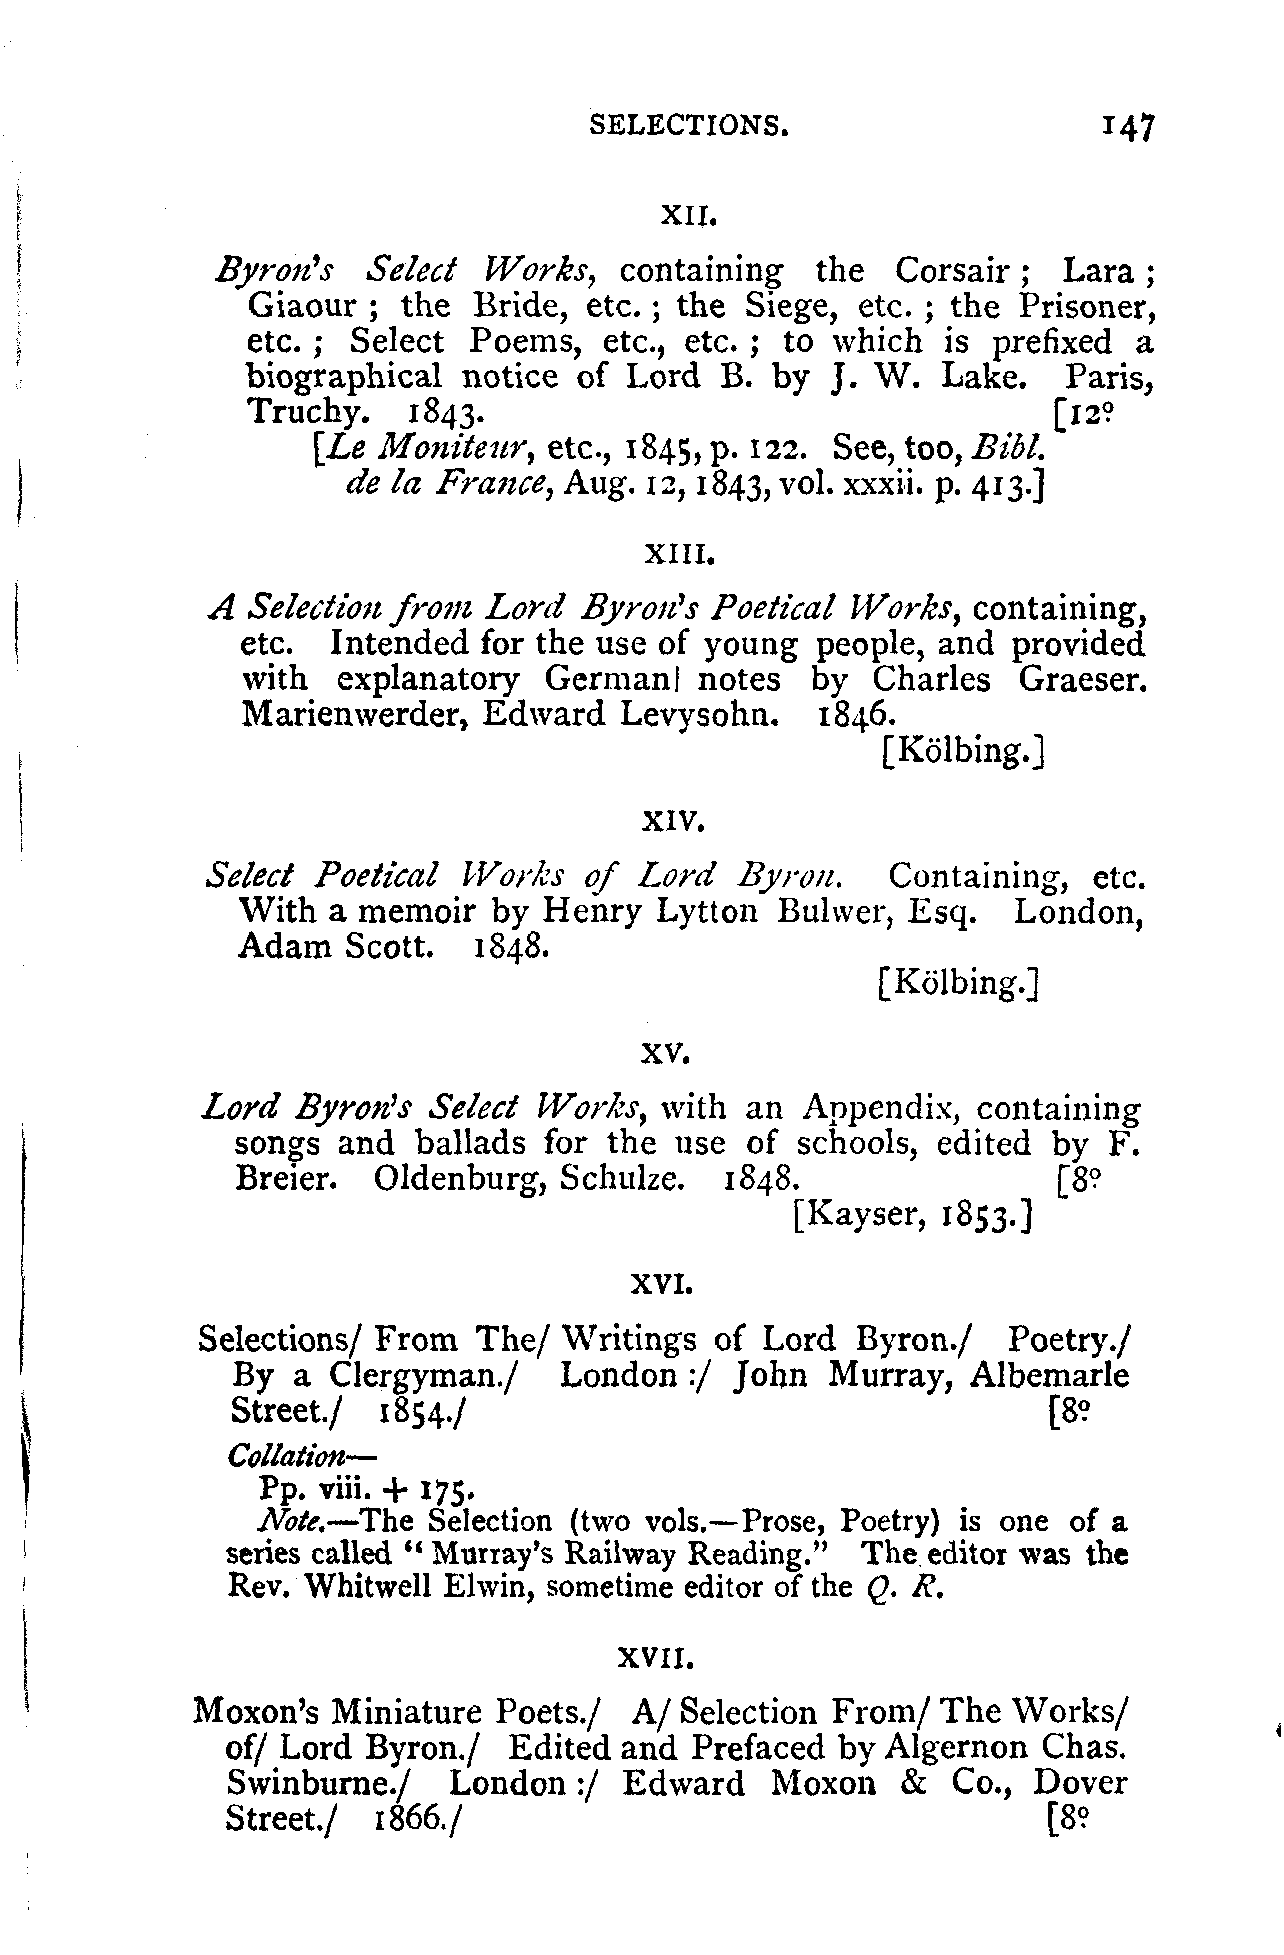 SELECTIONS. 147
XII.
Byron's Select Works, containing the Corsair ; Lara ;
Giaour ; the Bride, etc. ; the Siege, etc. ; the Prisoner,
etc. ; Select Poems, etc., etc. ; to which is prefixed a
biographical notice of Lord B. by J. W. Lake. Paris,
Truchy. 1843. [12º
[Le Moniteur, etc., 1845, p. 122. See, too, Bibl.
de la France, Aug. 12, 1843, vol. xxxii. p. 413.]
XIII.
A Selection from Lord Byron's Poetical Works, containing,
etc. Intended for the use of young people, and provided
with explanatory German| notes by Charles Graeser.
Marienwerder, Edward Levysohn. 1846.
[Kölbing.]
XIV.
Select Poetical Works of Lord Byron. Containing, etc.
With a memoir by Henry Lytton Bulwer, Esq. London,
Adam Scott. 1848.
[Kölbing.]
XV.
Lord Byron's Select Works, with an Appendix, containing
songs and ballads for the use of schools, edited by F.
Breier. Oldenburg, Schulze. 1848. [8º
[Kayser, 1853.]
XVI.
Selections/ From The/ Writings of Lord Byron./ Poetry./
By a Clergyman./ London :/ John Murray, Albemarle
Street./ 1854./ [8º
Collation—
Pp. viii. + 175.
Note.—The Selection (two vols.—Prose, Poetry) is one of a
series called “ Murray's Railway Reading.” The editor was the
Rev. Whitwell Elwin, sometime editor of the Q. R.
XVII.
Moxon's Miniature Poets./ A/ Selection From/ The Works/
of/ Lord Byron./ Edited and Prefaced by Algernon Chas.
Swinburne./ London :/ Edward Moxon & Co., Dover
Street./ 1866./ [8º